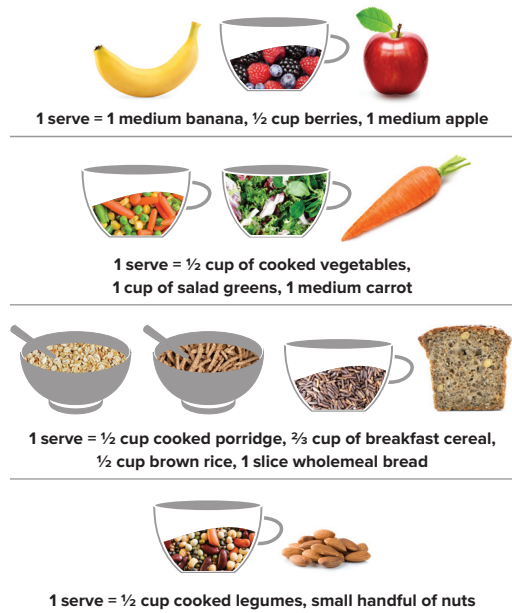 1 serve = 1 medium banana, ½ cup berries, 1 medium apple
1 serve = ½ cup of cooked vegetables,
1 cup of salad greens, 1 medium carrot
1 serve = ½ cup cooked porridge, ⅔ cup of breakfast cereal,
½ cup brown rice, 1 slice wholemeal bread
1 serve = ½ cup cooked legumes, small handful of nuts